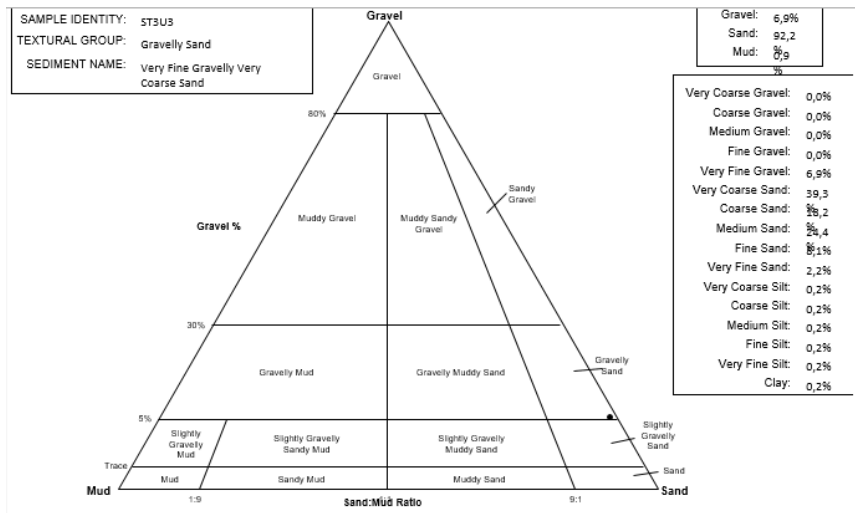 SAMPLE IDENTITY: ST3U3
TEXTURAL GROUP: Gravelly Sand
SEDIMENT NAME: Very Fine Gravelly Very
Coarse Sand
Gravel
Gravel: 6,9%
Sand: 92,2
%
Mud: 0,9
%
Very Coarse Gravel: 0,0%
Coarse Gravel: 0,0%
Medium Gravel: 0,0%
Fine Gravel: 0,0%
Very Fine Gravel: 6,9%
Very Coarse Sand: 39,3
%
Coarse Sand: 18,2
%
Medium Sand: 24,4
%
Fine Sand: 8,1%
Very Fine Sand: 2,2%
Very Coarse Silt: 0,2%
Coarse Silt: 0,2%
Medium Silt: 0,2%
Fine Silt: 0,2%
Very Fine Silt: 0,2%
Clay: 0,2%
Gravel
80%
Sandy
Gravel
Muddy Gravel
Muddy Sandy
Gravel
Gravel %
30%
Gravelly
Sand
Gravelly Mud
Gravelly Muddy Sand
5%
Slightly
Gravelly
Mud
Slightly Gravelly
Sandy Mud
Slightly Gravelly
Muddy Sand
Slightly
Gravelly
Sand
Trace
Mud
Sandy Mud
Muddy Sand
Sand
Mud
Sand
1:9
Sand:Mud Ratio
9:1